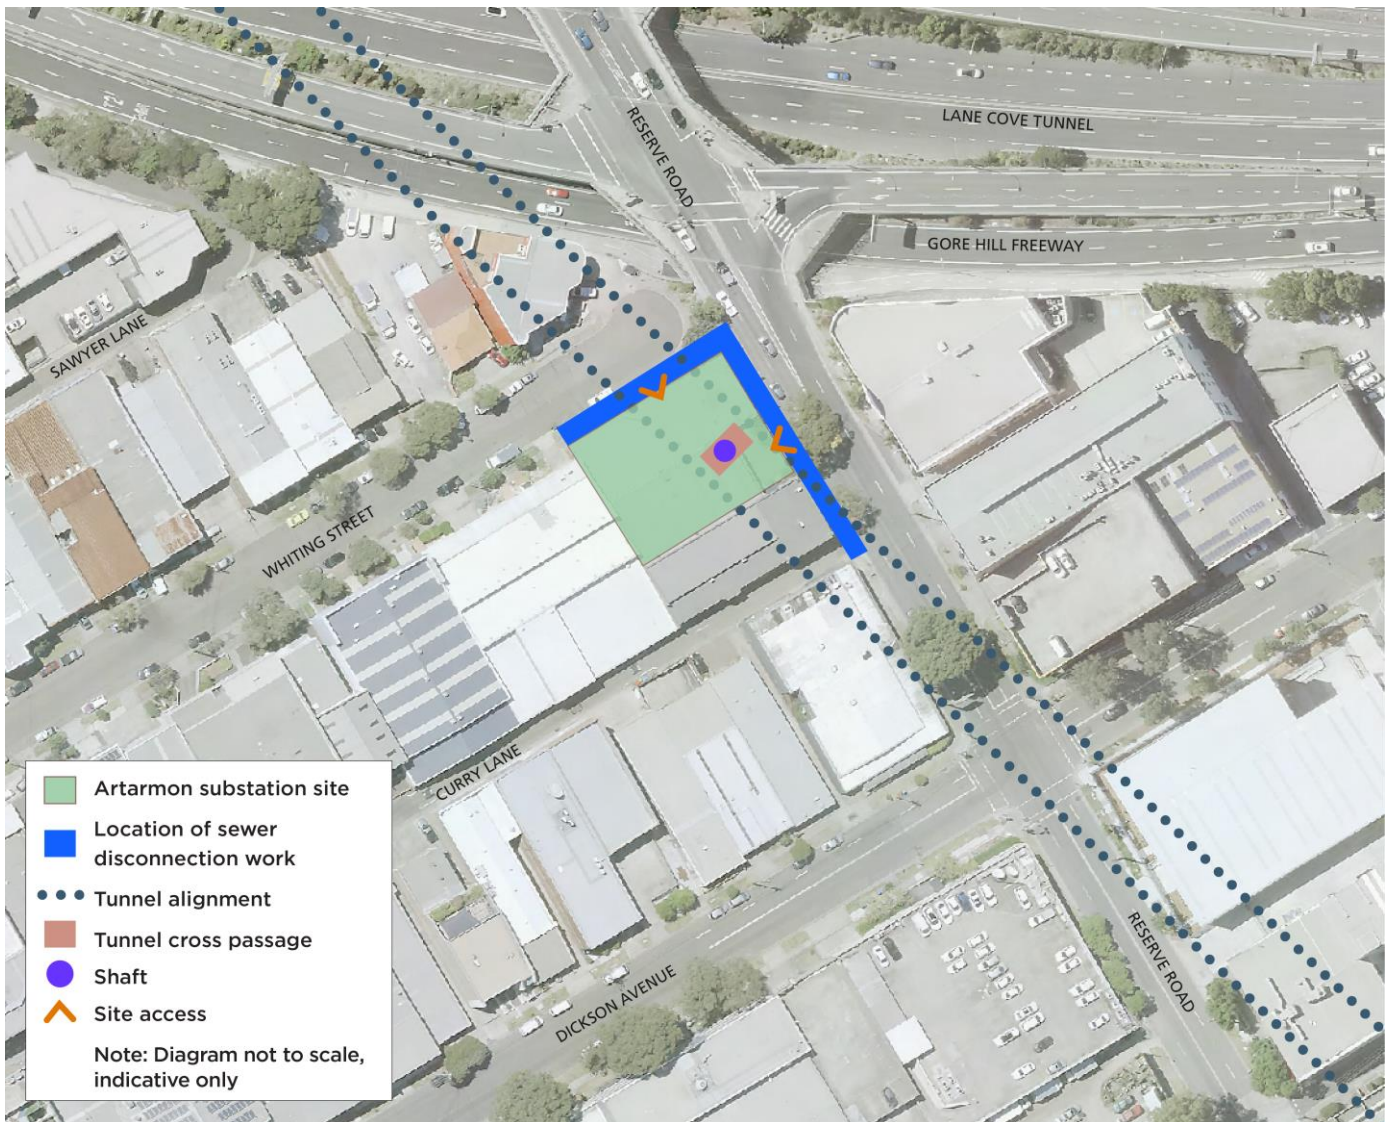 LANE COVE TUNNEL
RESERVE ROAD
GORE HILL FREEWAY
SAWYER LANE
WHITING STREET
CURRY LANE
DICKSON AVENUE
RESERVE ROAD
Artarmon substation site
Location of sewer
disconnection work
Tunnel alignment
Tunnel cross passage
Shaft
Site access
Note: Diagram not to scale,
indicative only